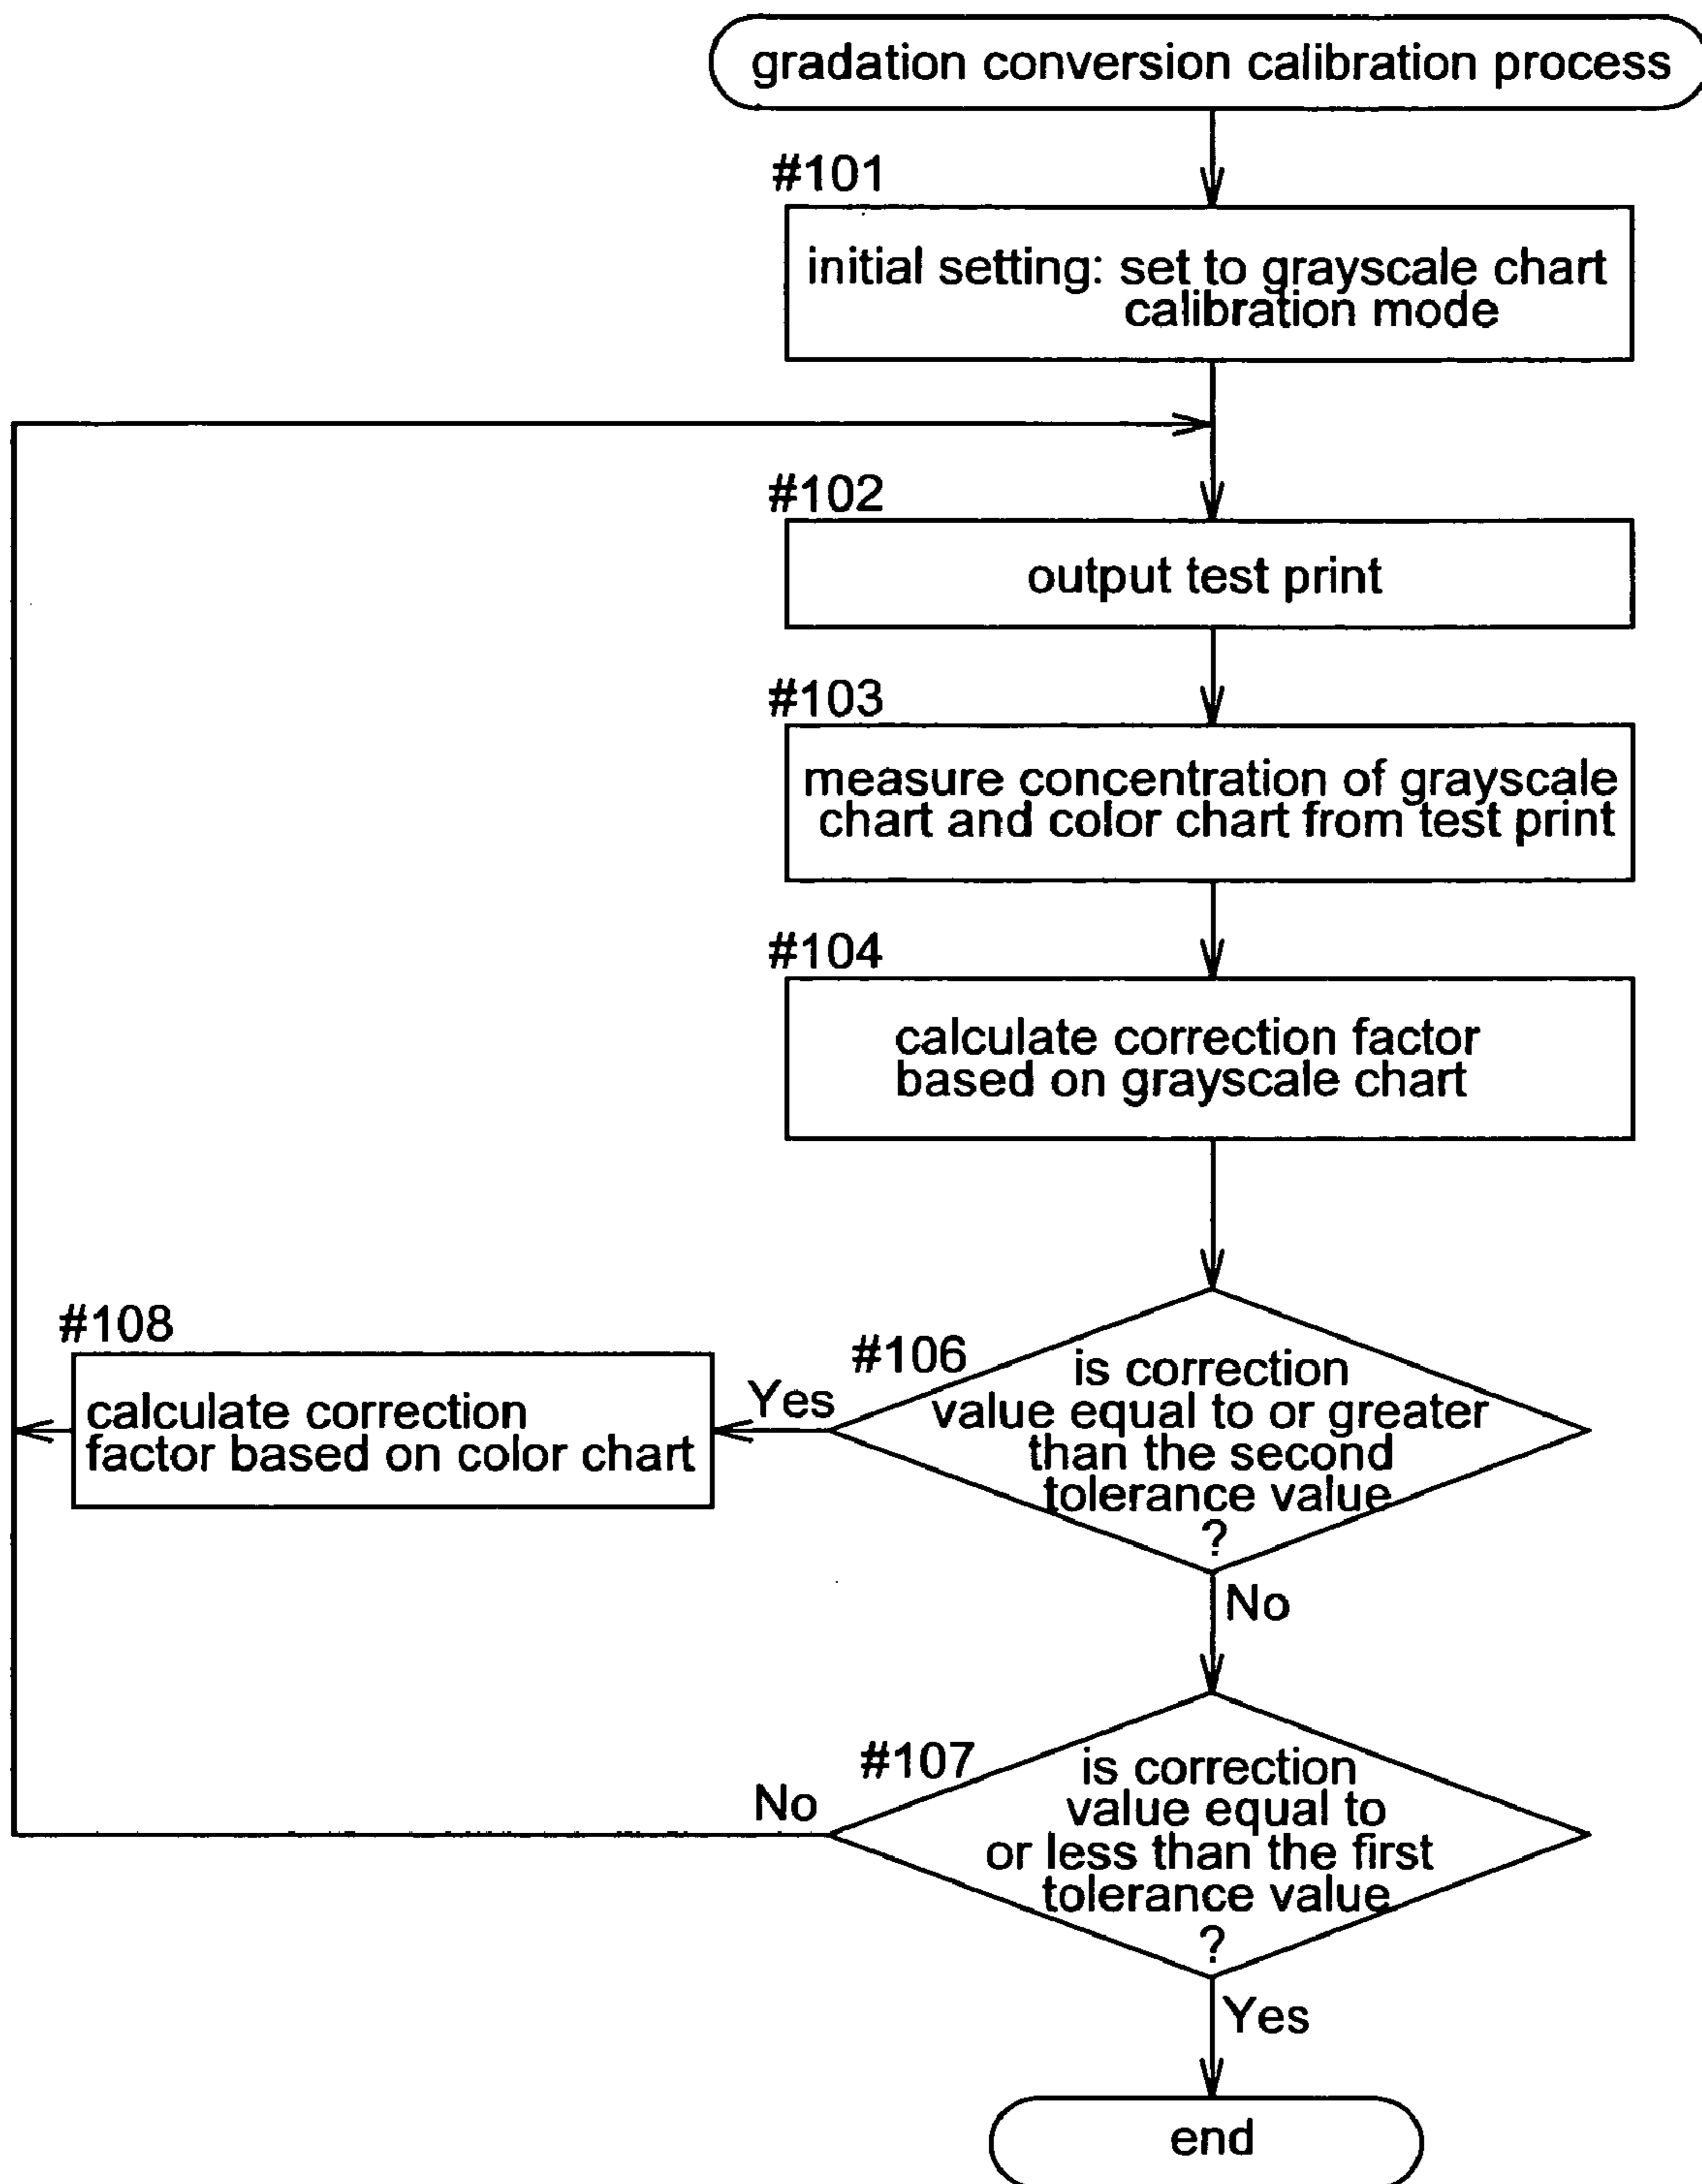 gradation conversion calibration process
#101
initial setting: set to grayscale chart
calibration mode
#102
output test print
#103
measure concentration of grayscale
chart and color chart from test print
#104
calculate correction factor
based on grayscale chart
#108
calculate correction
factor based on color chart
Yes
#106
is correction
value equal to or greater
than the second
tolerance value
?
No
#107
is correction
value equal to
or less than the first
tolerance value
?
No
Yes
end